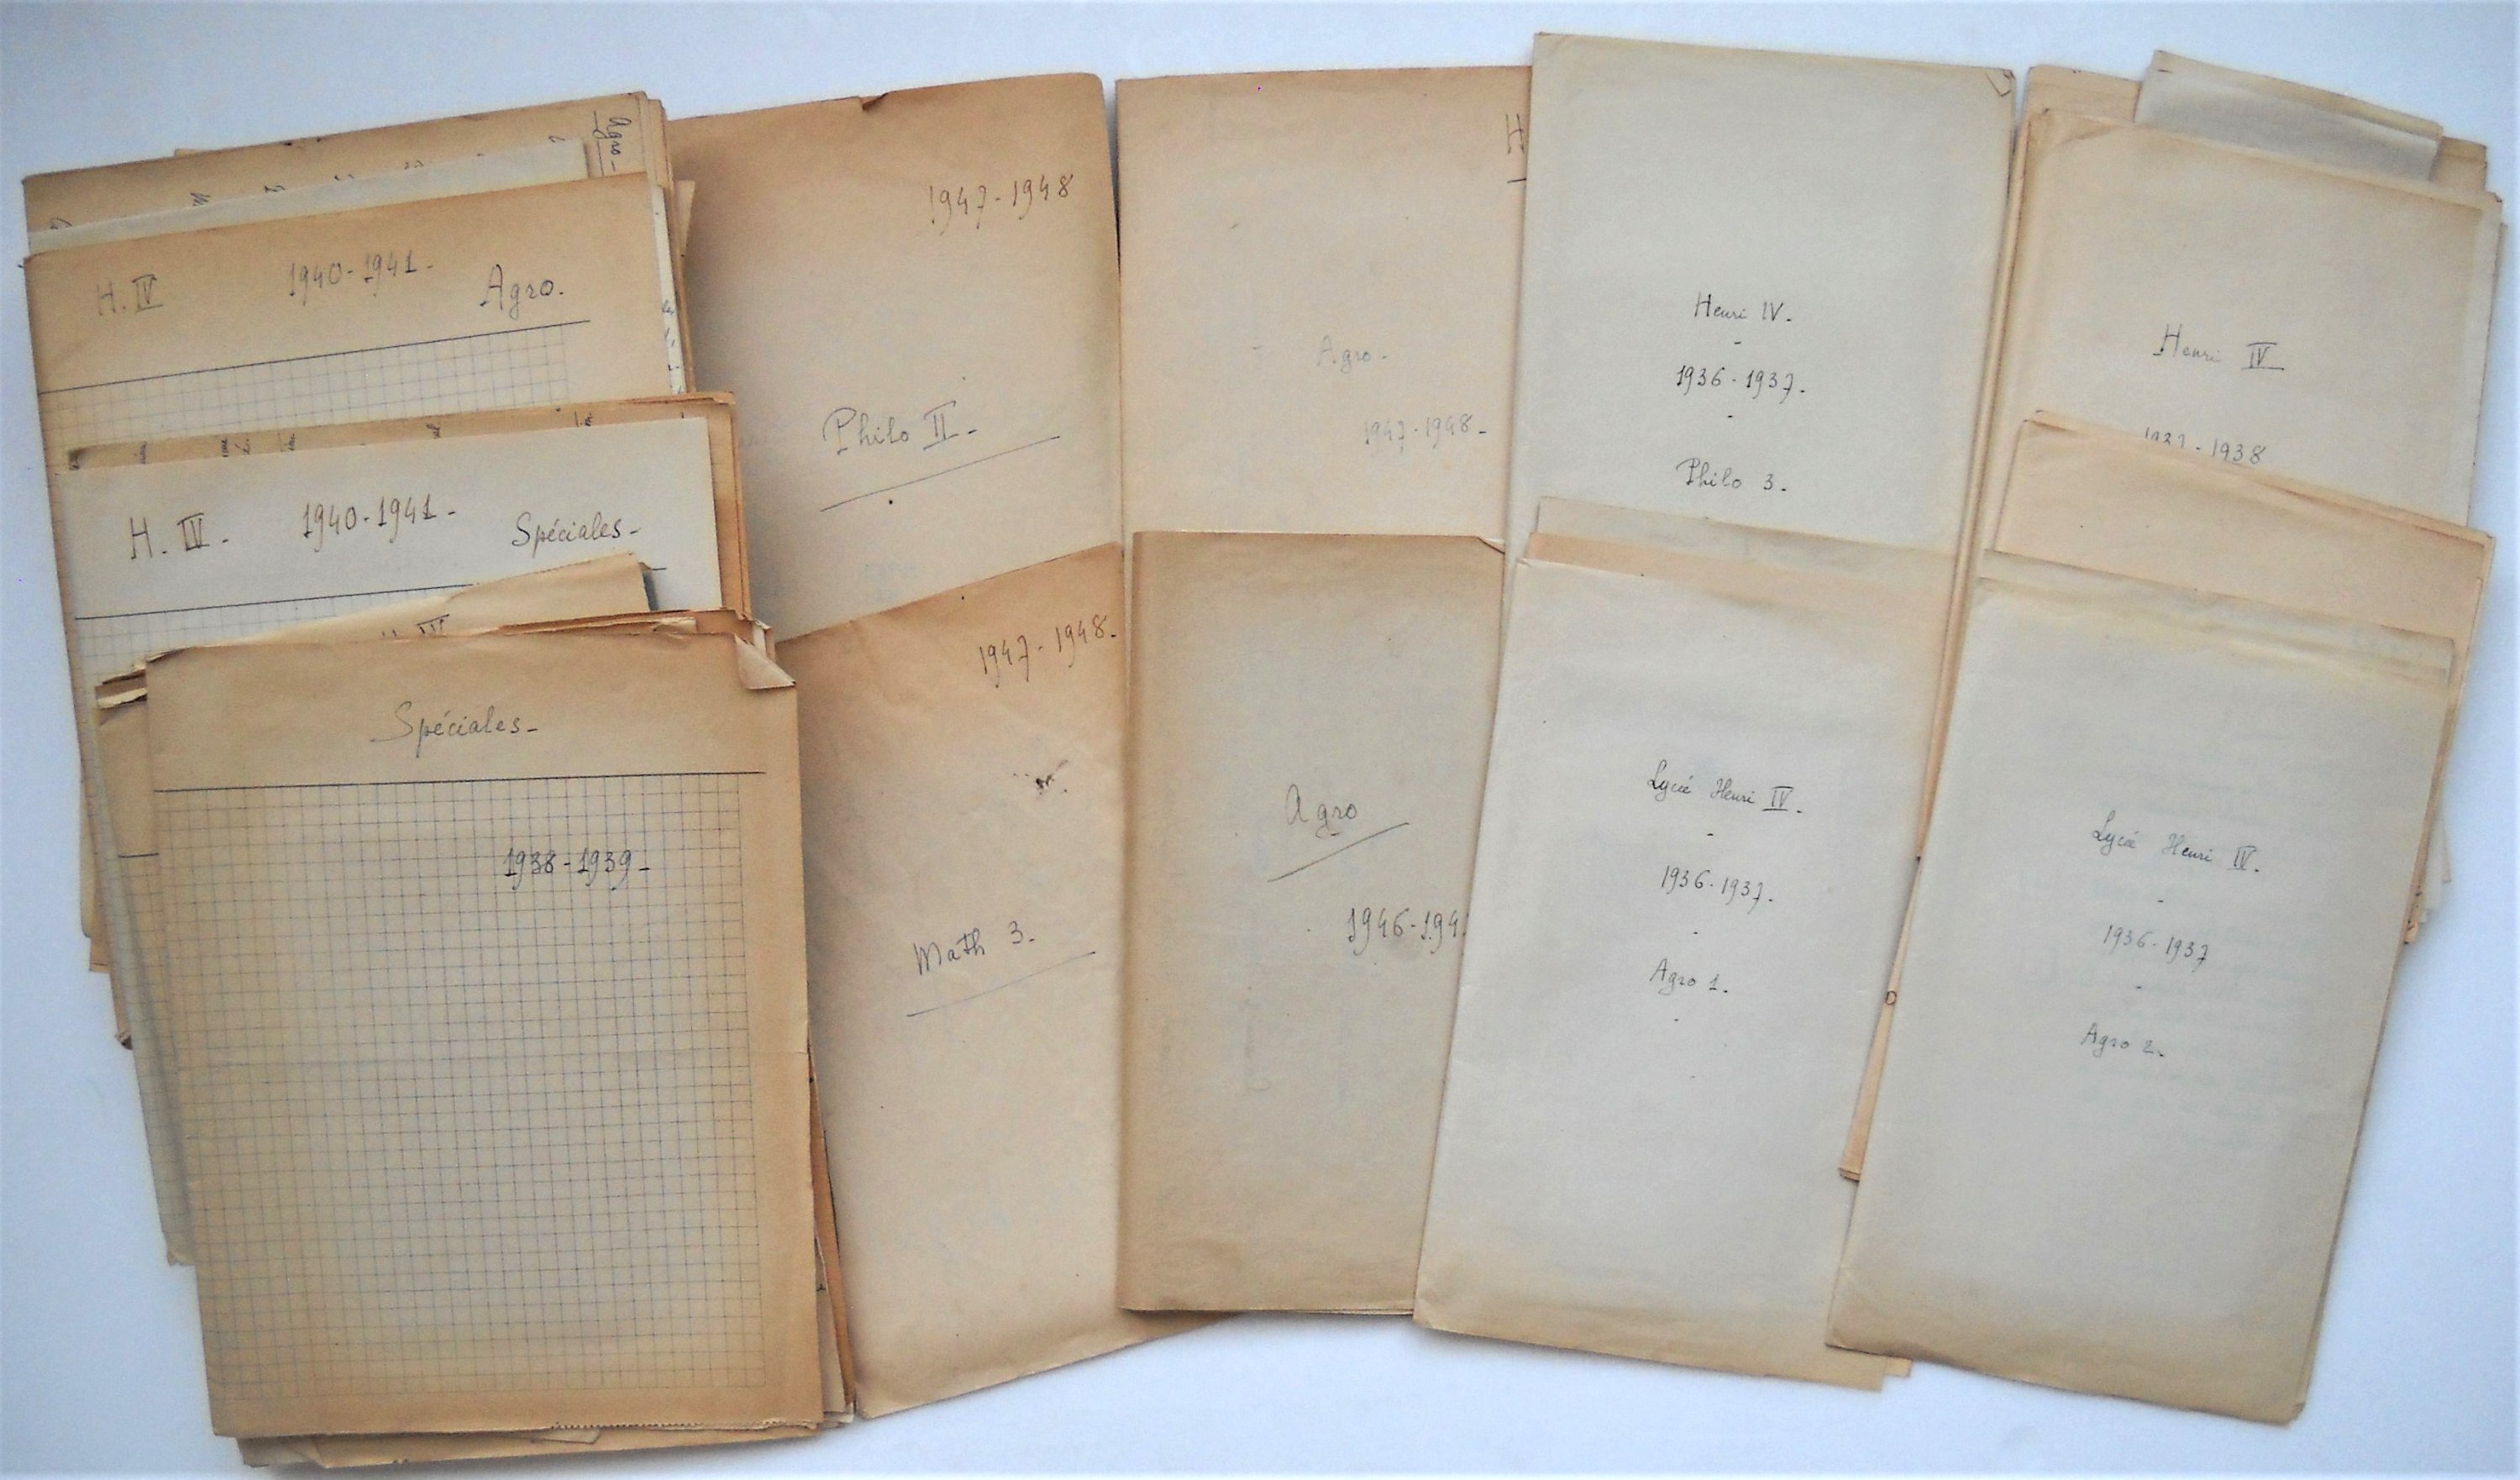 Agro-
H. IV 1940-1941- Agro.
H. IV. 1940-1941- Spéciales-
Spéciales-
1938-1939-
1947-1948
Philo II-
1947-1948.
Math 3.
H
Agro-
1947-1948-
Agro
1946-194
Henri IV.
-
1936-1937.
-
Philo 3.
Lycée Henri IV.
-
1936-1937.
-
Agro 1.
-
Henri IV
1937-1938
Lycée Henri IV.
-
1936-1937
-
Agro 2.